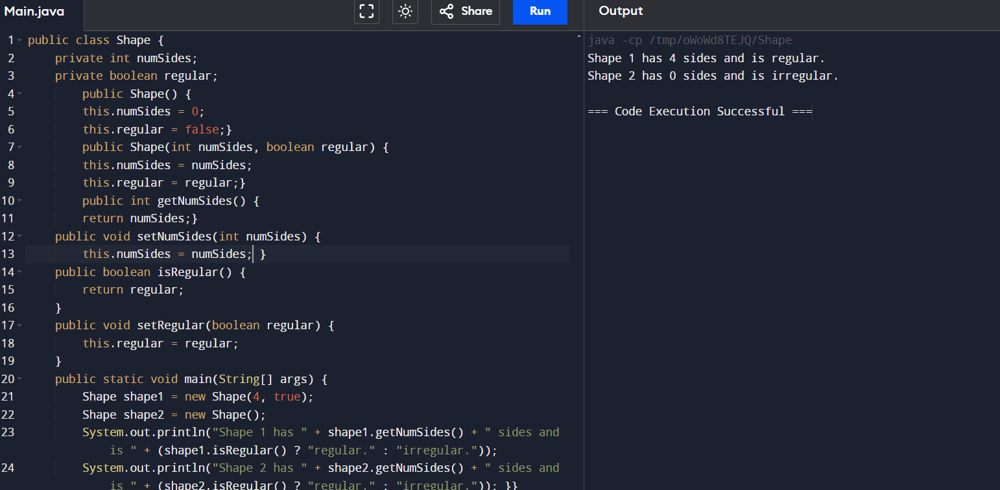 Main.java
Share
Run
Output
1 public class Shape {
2     private int numSides;
3     private boolean regular;
4         public Shape() {
5         this.numSides = 0;
6         this.regular = false;}
7         public Shape(int numSides, boolean regular) {
8         this.numSides = numSides;
9         this.regular = regular;}
10         public int getNumSides() {
11         return numSides;}
12     public void setNumSides(int numSides) {
13         this.numSides = numSides; }
14     public boolean isRegular() {
15         return regular;
16     }
17     public void setRegular(boolean regular) {
18         this.regular = regular;
19     }
20     public static void main(String[] args) {
21         Shape shape1 = new Shape(4, true);
22         Shape shape2 = new Shape();
23         System.out.println("Shape 1 has " + shape1.getNumSides() + " sides and
            is " + (shape1.isRegular() ? "regular." : "irregular."));
24         System.out.println("Shape 2 has " + shape2.getNumSides() + " sides and
            is " + (shape2.isRegular() ? "regular." : "irregular.")); }}
java -cp /tmp/oWoWd8TEJQ/Shape
Shape 1 has 4 sides and is regular.
Shape 2 has 0 sides and is irregular.
=== Code Execution Successful ===